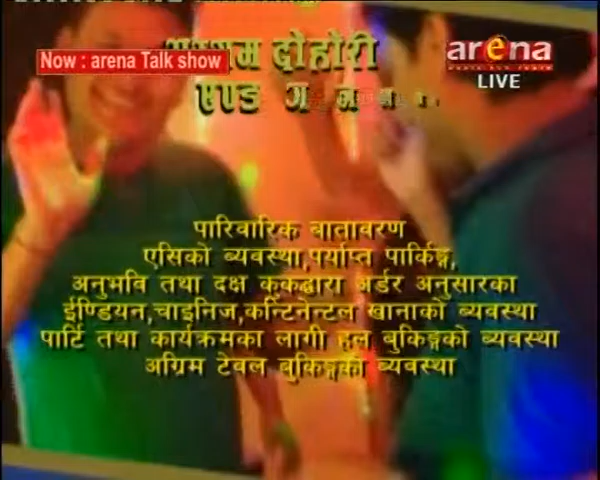 Now : arena Talk show
arena
LIVE
दोहोरी
एण्ड
पारिवारिक बातावरण
एसिको ब्यवस्था,पर्याप्त पार्किङ्ग,
अनुभवि तथा दक्ष कुकद्धारा अर्डर अनुसारका
ईण्डियन,चाइनिज,कन्टिनेन्टल खानाको ब्यवस्था
पार्टि तथा कार्यक्रमका लागी हल बुकिङ्गको ब्यवस्था
अग्रिम टेवल बुकिङ्गको ब्यवस्था